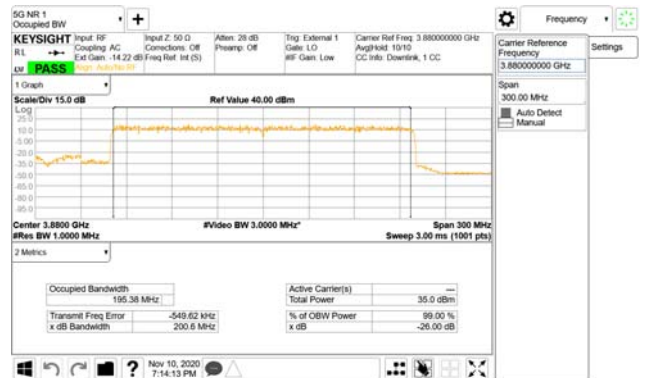 5G NR 1
Occupied BW
+
Frequency
KEYSIGHT
RL
PASS
Input: RF
Coupling: AC
Ext Gain: -14.22 dB
Align: Auto/No RF
Input Z: 50 Ω
Corrections: Off
Freq Ref: Int (S)
Atten: 28 dB
Preamp: Off
Trig: External 1
Gate: LO
#IF Gain: Low
Carrier Ref Freq: 3.880000000 GHz
Avg|Hold: 10/10
CC Info: Downlink, 1 CC
Carrier Reference
Frequency
3.880000000 GHz
Settings
Span
300.00 MHz
Auto Detect
Manual
1 Graph
Scale/Div 15.0 dB
Ref Value 40.00 dBm
Log
25.0
10.0
-5.00
-20.0
-35.0
-50.0
-65.0
-80.0
-95.0
Center 3.8800 GHz
#Res BW 1.0000 MHz
#Video BW 3.0000 MHz*
Span 300 MHz
Sweep 3.00 ms (1001 pts)
2 Metrics
Occupied Bandwidth
195.38 MHz
Transmit Freq Error -549.62 kHz
x dB Bandwidth 200.6 MHz
Active Carrier(s) ---
Total Power 35.0 dBm
% of OBW Power 99.00 %
x dB -26.00 dB
?
Nov 10, 2020
7:14:13 PM